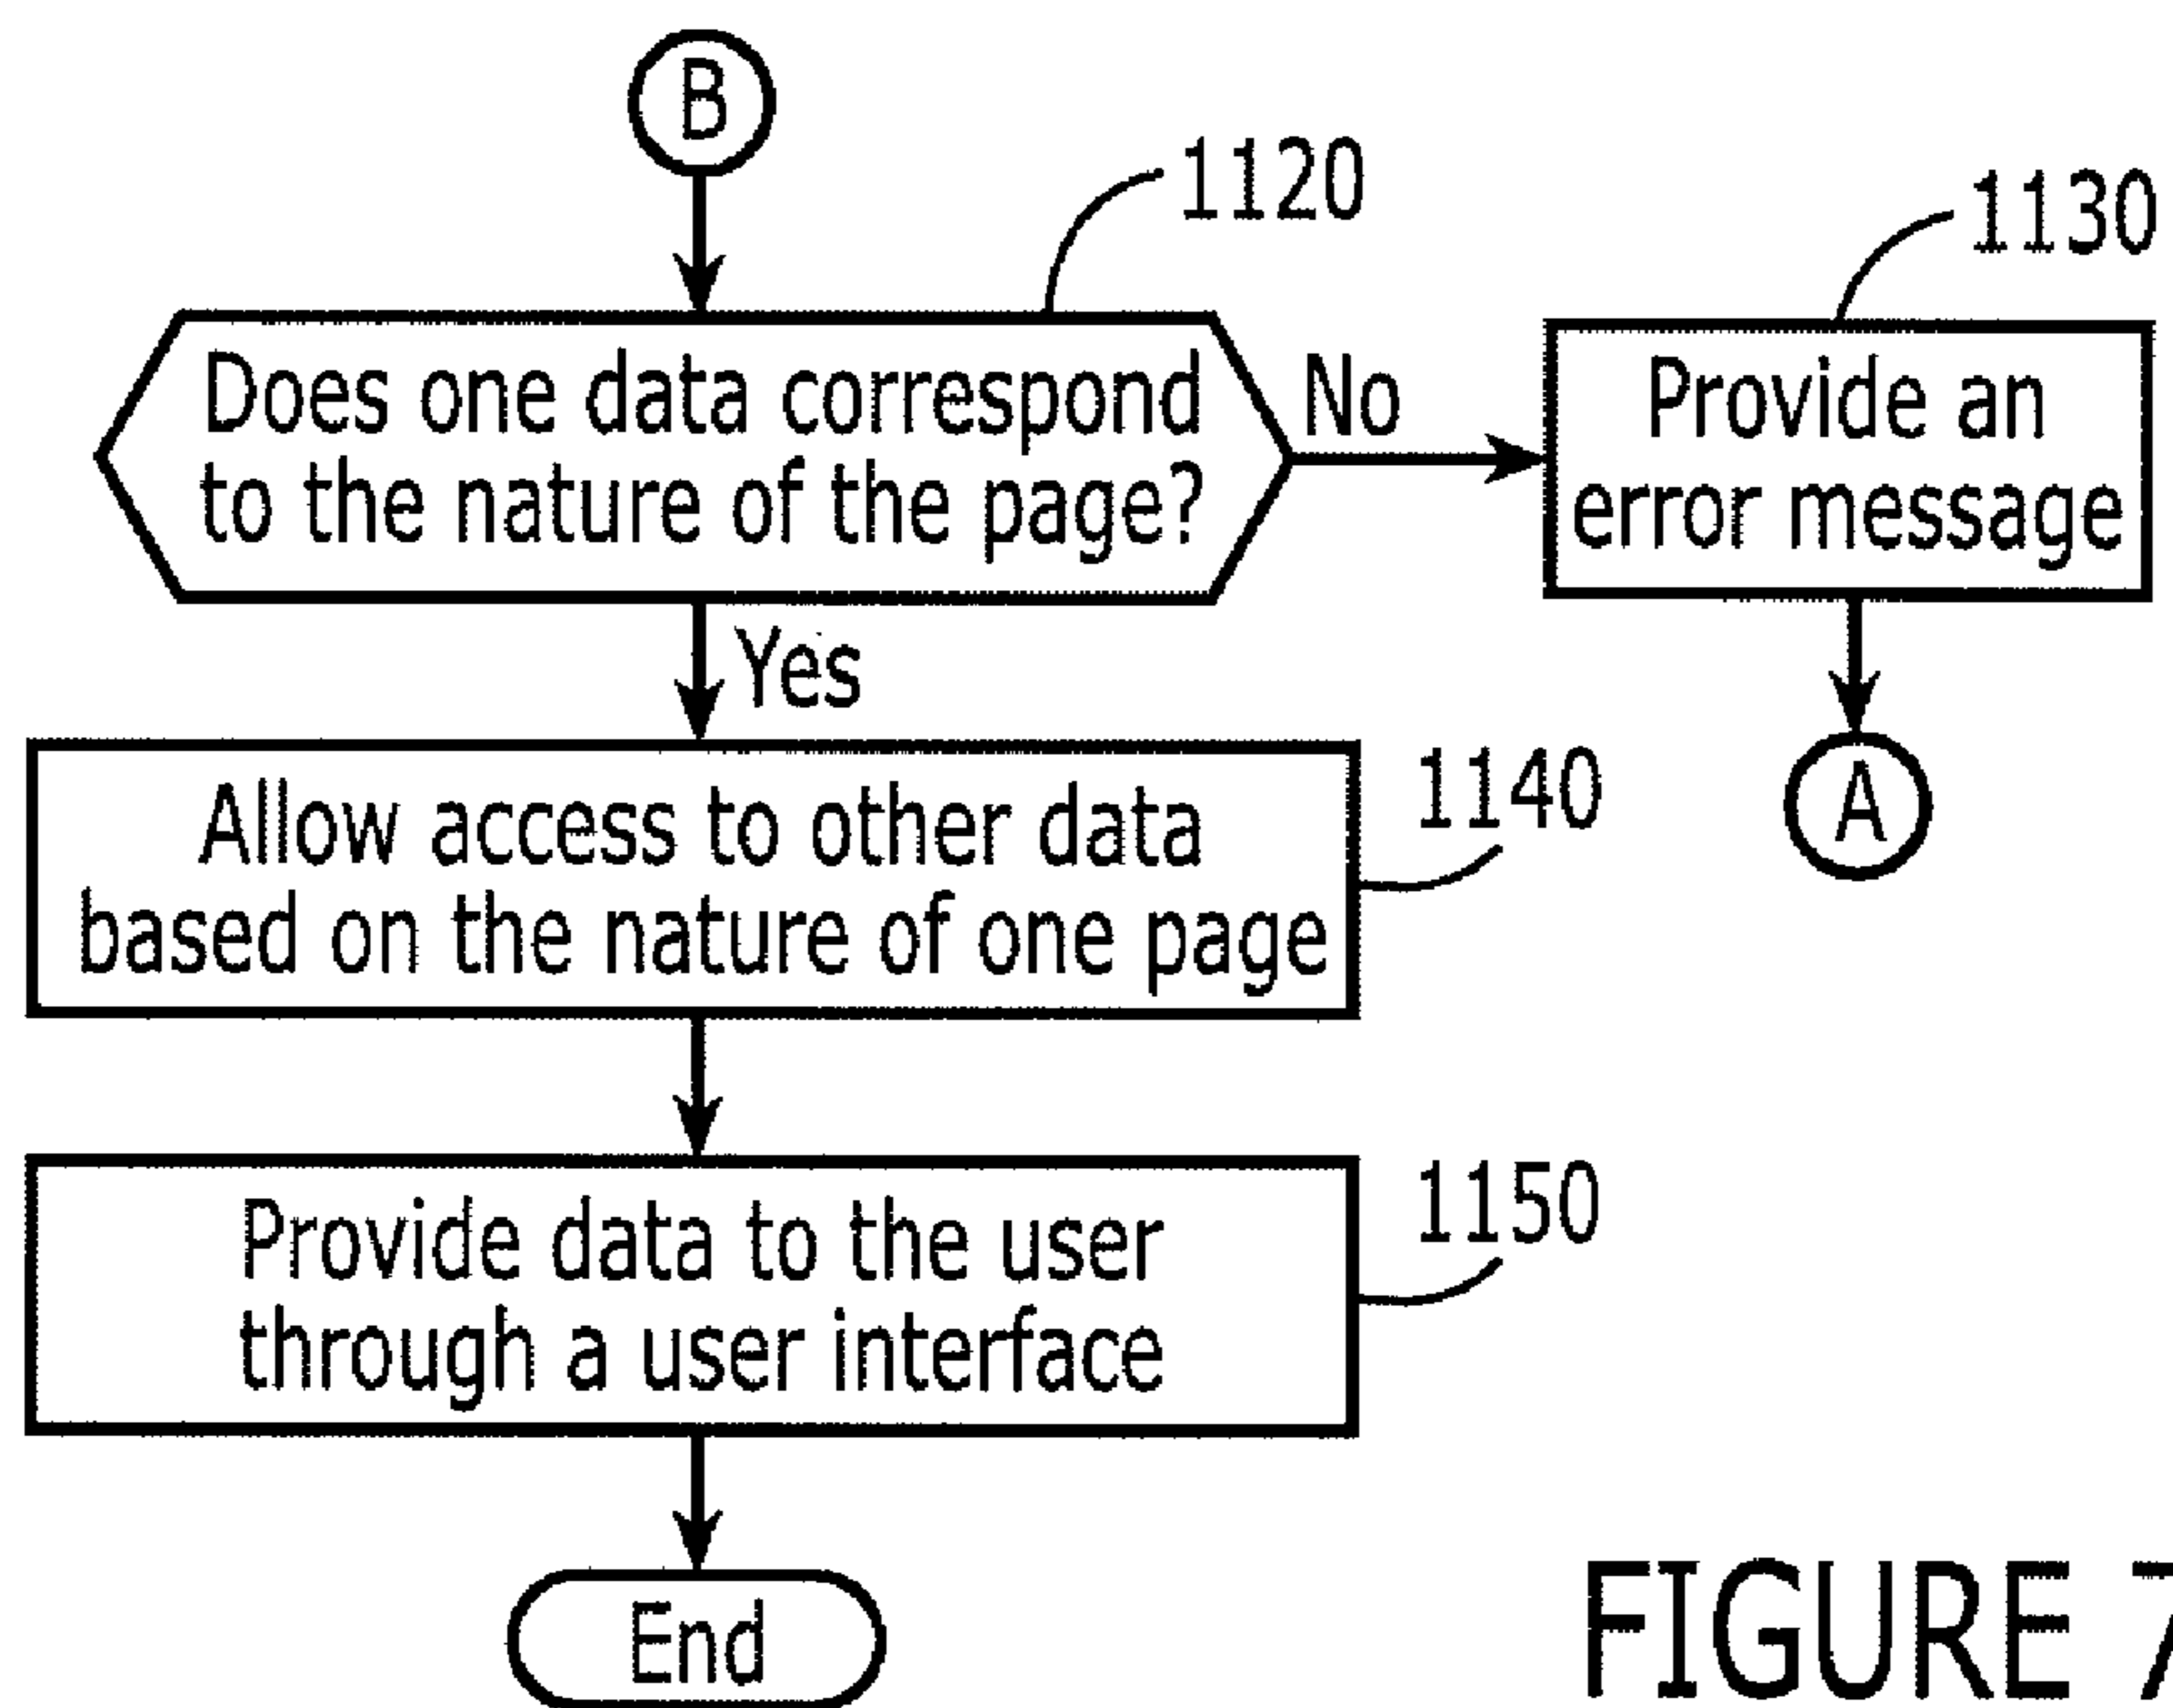 B
1120
1130
Does one data correspond
to the nature of the page?
No
Provide an
error message
Yes
A
Allow access to other data
based on the nature of one page
1140
Provide data to the user
through a user interface
1150
End
FIGURE 7